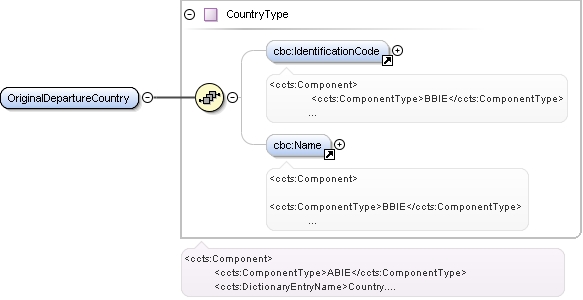 CountryType
cbc:IdentificationCode
<ccts:Component>
<ccts:ComponentType>BBIE</ccts:ComponentType>
...
OriginalDepartureCountry
cbc:Name
<ccts:Component>
<ccts:ComponentType>BBIE</ccts:ComponentType>
...
<ccts:Component>
<ccts:ComponentType>ABIE</ccts:ComponentType>
<ccts:DictionaryEntryName>Country....